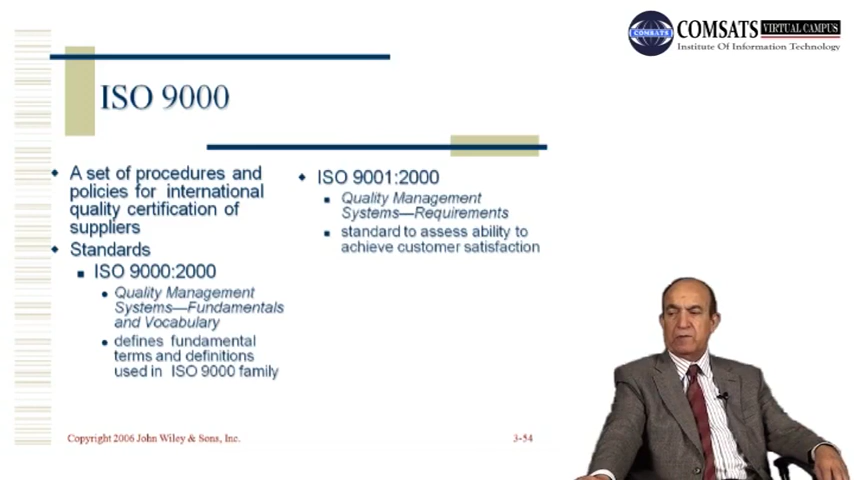 COMSATS VIRTUAL CAMPUS
COMSATS
Institute Of Information Technology
ISO 9000
A set of procedures and
policies for international
quality certification of
suppliers
Standards
ISO 9000:2000
Quality Management
Systems—Fundamentals
and Vocabulary
defines fundamental
terms and definitions
used in ISO 9000 family
ISO 9001:2000
Quality Management
Systems—Requirements
standard to assess ability to
achieve customer satisfaction
Copyright 2006 John Wiley & Sons, Inc.
3-54